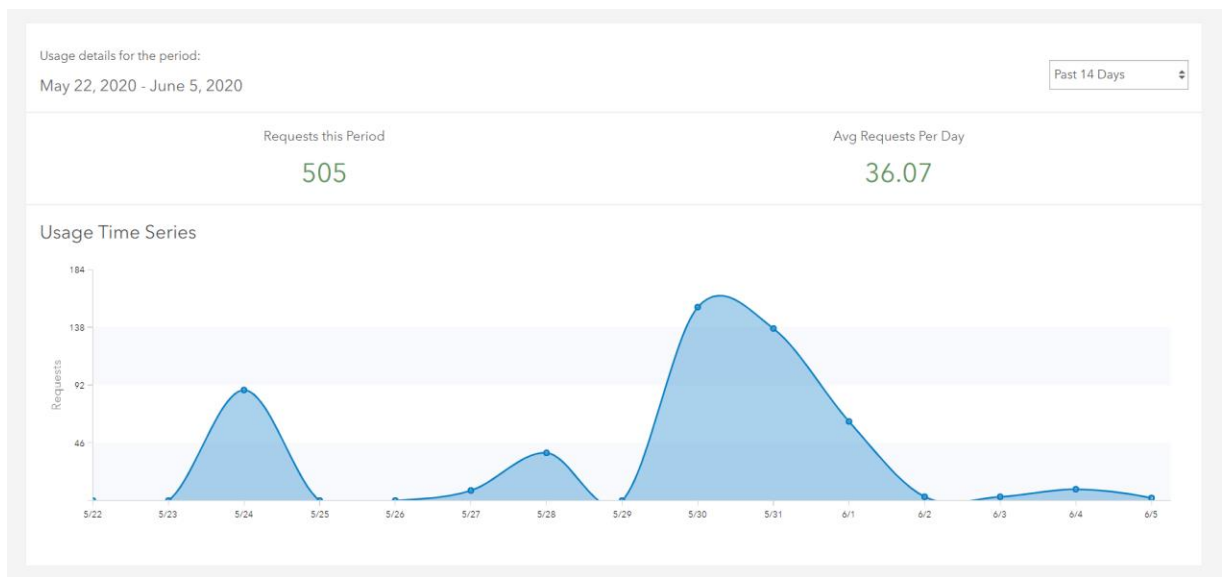 Usage details for the period:
May 22, 2020 - June 5, 2020
Past 14 Days
Requests this Period
505
Avg Requests Per Day
36.07
Usage Time Series
184
138
92
46
Requests
5/22 5/23 5/24 5/25 5/26 5/27 5/28 5/29 5/30 5/31 6/1 6/2 6/3 6/4 6/5